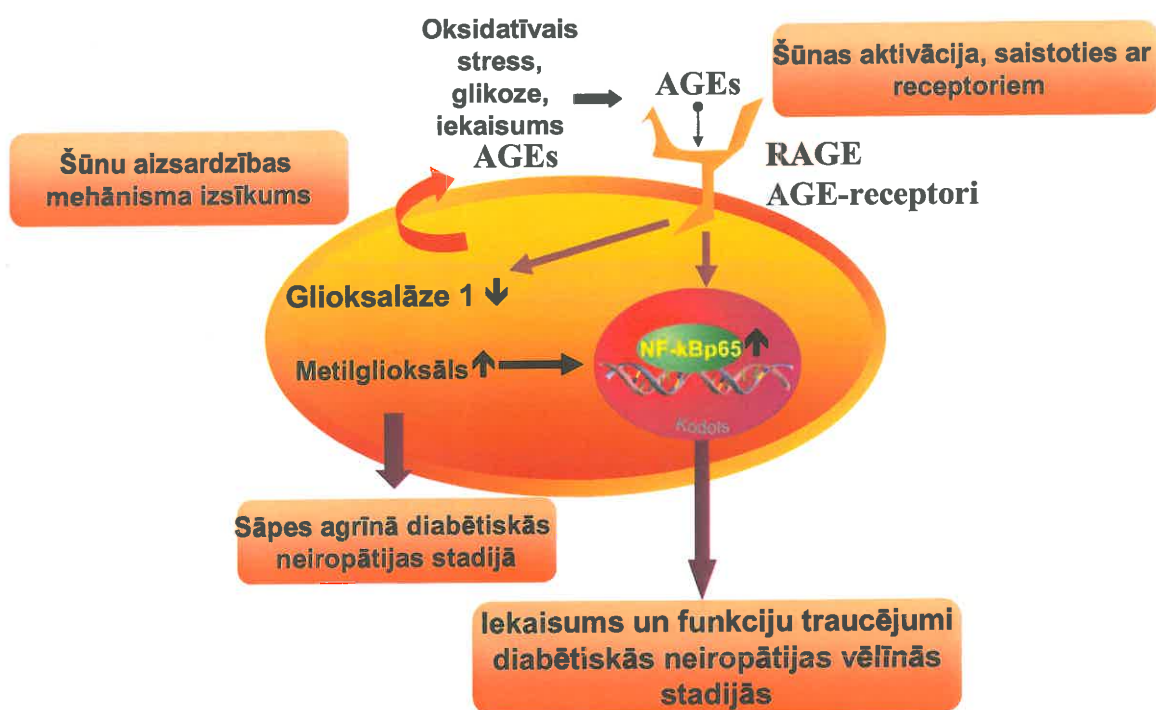 Oksidatīvais
stress,
glikoze,
iekaisums
AGEs
AGEs
Šūnas aktivācija, saistoties ar
receptoriem
Šūnu aizsardzības
mehānisma izsīkums
RAGE
AGE-receptori
Glioksalāze 1
NF-kBp65
Metilglioksāls
Kodols
Sāpes agrīnā diabētiskās
neiropātijas stadijā
Iekaisums un funkciju traucējumi
diabētiskās neiropātijas vēlīnās
stadijās